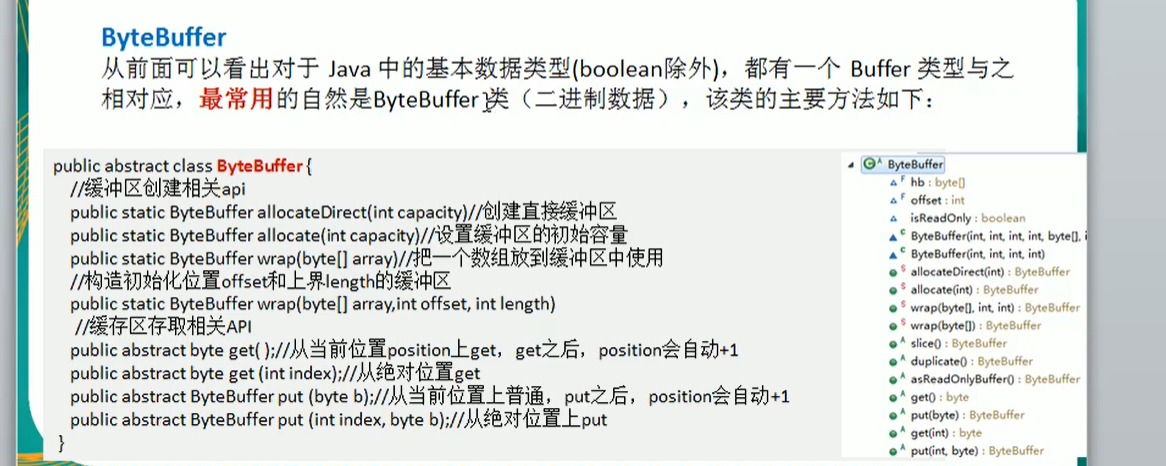 ByteBuffer
从前面可以看出对于 Java 中的基本数据类型(boolean除外)，都有一个 Buffer 类型与之
相对应，最常用的自然是ByteBuffer 类（二进制数据），该类的主要方法如下：
public abstract class ByteBuffer {
//缓冲区创建相关api
public static ByteBuffer allocateDirect(int capacity)//创建直接缓冲区
public static ByteBuffer allocate(int capacity)//设置缓冲区的初始容量
public static ByteBuffer wrap(byte[] array)//把一个数组放到缓冲区中使用
//构造初始化位置offset和上界length的缓冲区
public static ByteBuffer wrap(byte[] array,int offset, int length)
//缓存区存取相关API
public abstract byte get( );//从当前位置position上get，get之后，position会自动+1
public abstract byte get (int index);//从绝对位置get
public abstract ByteBuffer put (byte b);//从当前位置上普通，put之后，position会自动+1
public abstract ByteBuffer put (int index, byte b);//从绝对位置上put
}
ByteBuffer
hb : byte[]
offset : int
isReadOnly : boolean
ByteBuffer(int, int, int, int, byte[], i
ByteBuffer(int, int, int, int)
allocateDirect(int) : ByteBuffer
allocate(int) : ByteBuffer
wrap(byte[], int, int) : ByteBuffer
wrap(byte[]) : ByteBuffer
slice() : ByteBuffer
duplicate() : ByteBuffer
asReadOnlyBuffer() : ByteBuffer
get() : byte
put(byte) : ByteBuffer
get(int) : byte
put(int, byte) : ByteBuffer